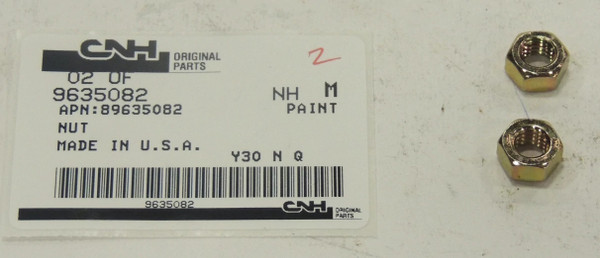 CNH ORIGINAL PARTS
2
02 OF
9635082 NH M
APN:89635082 PAINT
NUT
MADE IN U.S.A. Y30 N Q
9635082
CNH ORIGINAL PARTS